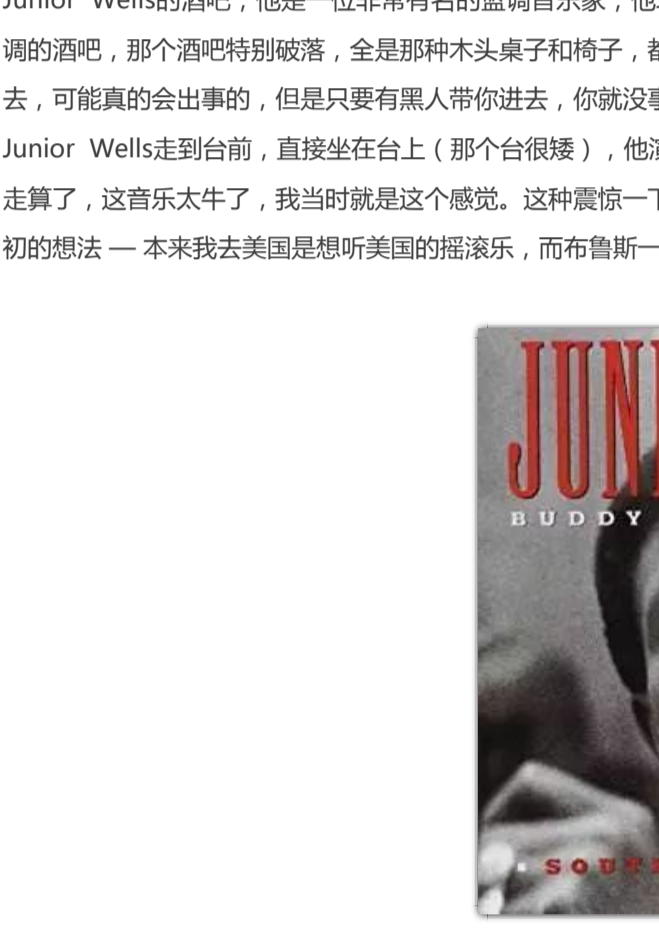 Junior Wells的酒吧，他是一位非常有名的蓝调音乐家，他
调的酒吧，那个酒吧特别破落，全是那种木头桌子和椅子，都
去，可能真的会出事的，但是只要有黑人带你进去，你就没事
Junior Wells走到台前，直接坐在台上（那个台很矮），他演
走算了，这音乐太牛了，我当时就是这个感觉。这种震惊一下
初的想法 — 本来我去美国是想听美国的摇滚乐，而布鲁斯一
JUN
BUDDY
SOUT